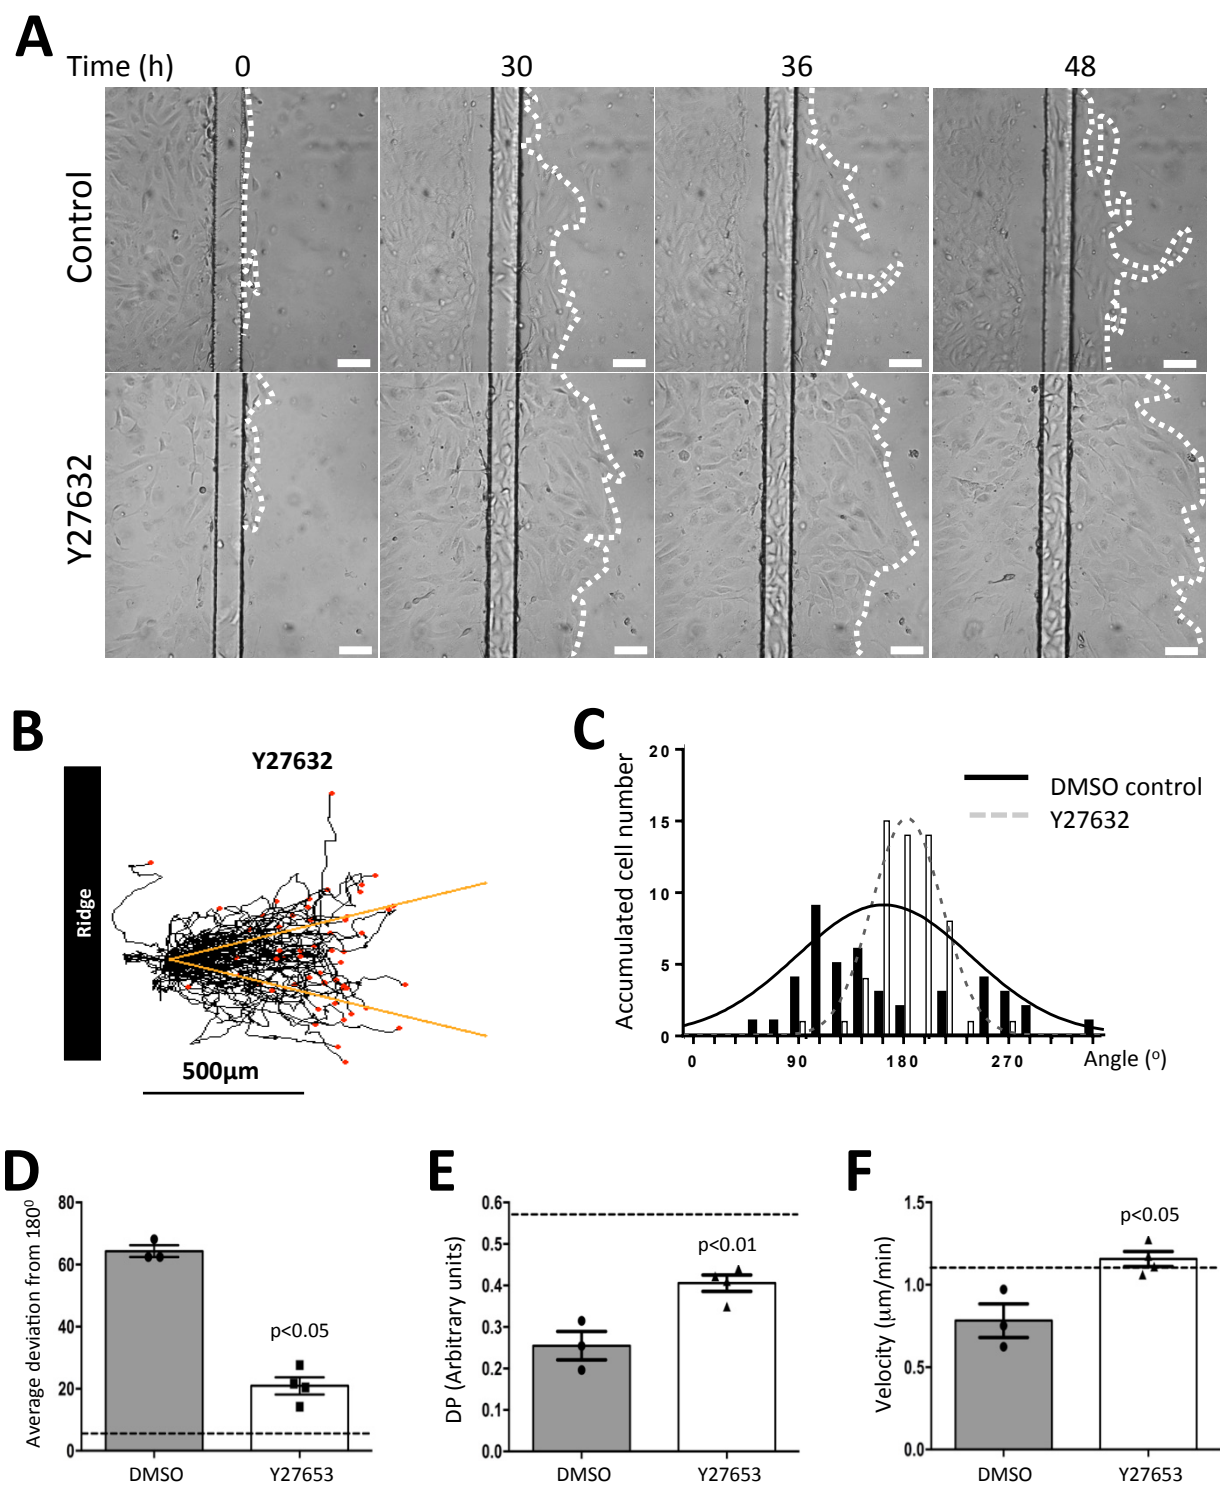 A
Time (h) 0 30 36 48
Control
Y27632
B
Y27632
Ridge
500μm
C
Accumulated cell number
20
15
10
5
0
0 90 180 270
Angle (o)
DMSO control
Y27632
D
Average deviation from 180⁰
80
60
40
20
0
p<0.05
DMSO Y27653
E
DP (Arbitrary units)
0.6
0.5
0.4
0.3
0.2
0.1
0.0
p<0.01
DMSO Y27653
F
Velocity (μm/min)
1.5
1.0
0.5
0.0
p<0.05
DMSO Y27653